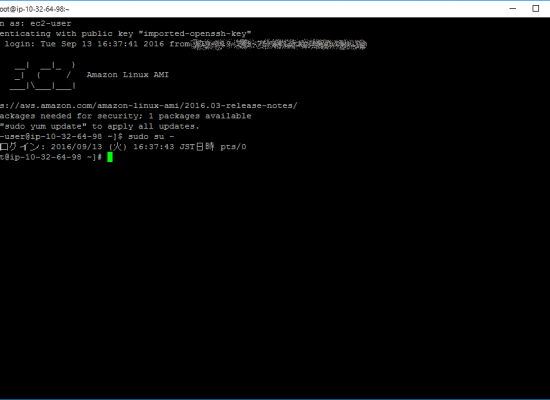 oot@ip-10-32-64-98:~
n as: ec2-user
enticating with public key "imported-openssh-key"
login: Tue Sep 13 16:37:41 2016 from
__|  __|_  )
_|  (     /   Amazon Linux AMI
___|\___|___|
s://aws.amazon.com/amazon-linux-ami/2016.03-release-notes/
ackages needed for security; 1 packages available
"sudo yum update" to apply all updates.
-user@ip-10-32-64-98 ~]$ sudo su -
ログイン: 2016/09/13 (火) 16:37:43 JST日時 pts/0
t@ip-10-32-64-98 ~]#